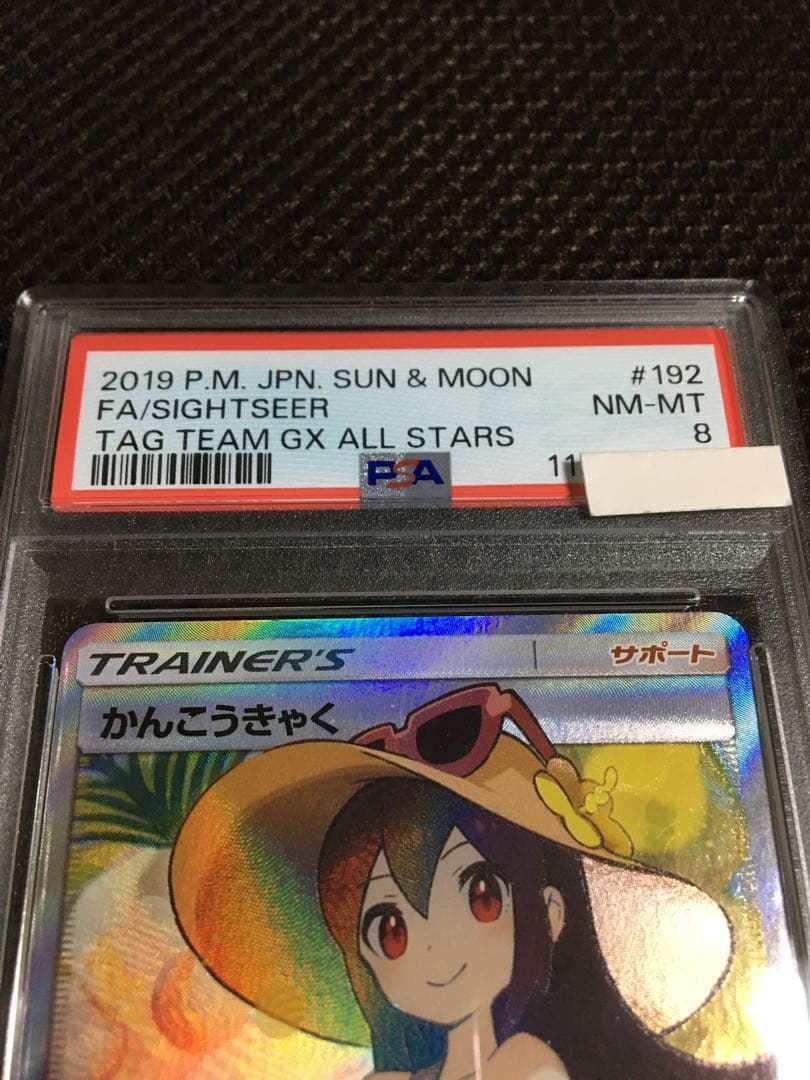 2019 P.M. JPN. SUN & MOON #192
FA/SIGHTSEER NM-MT
TAG TEAM GX ALL STARS 8
PSA 11
TRAINER'S サポート
かんこうきゃく